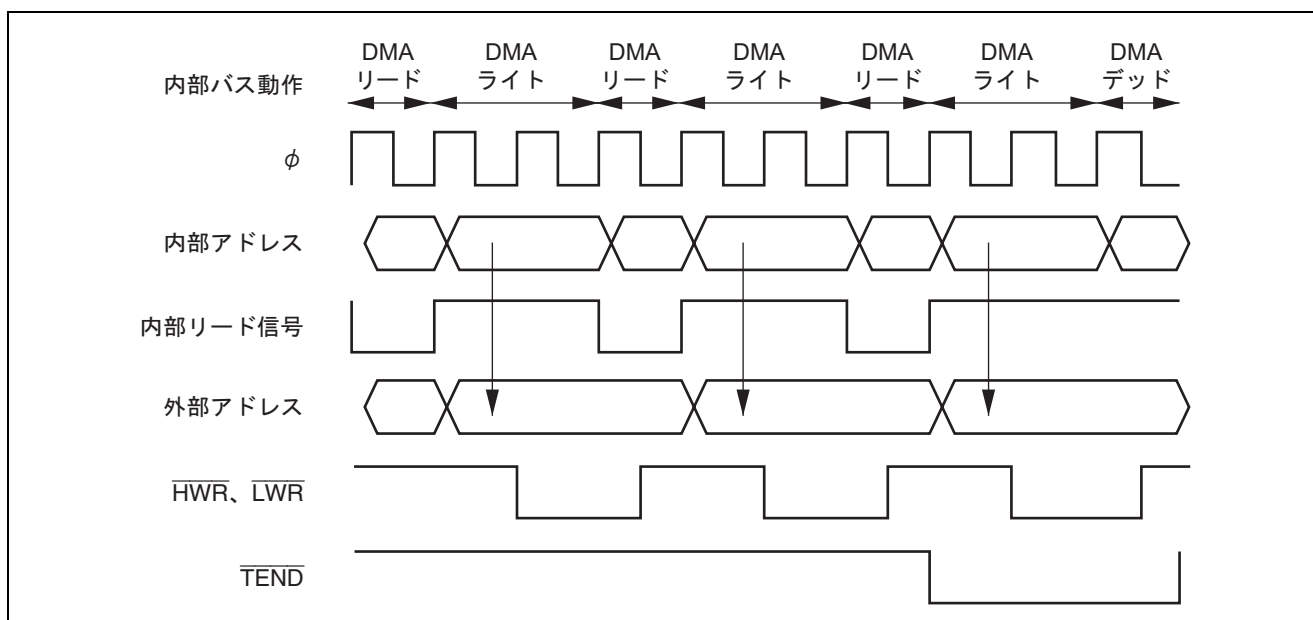 DMA DMA DMA DMA DMA DMA DMA
内部バス動作 リード ライト リード ライト リード ライト デッド
φ
内部アドレス
内部リード信号
外部アドレス
HWR、LWR
TEND